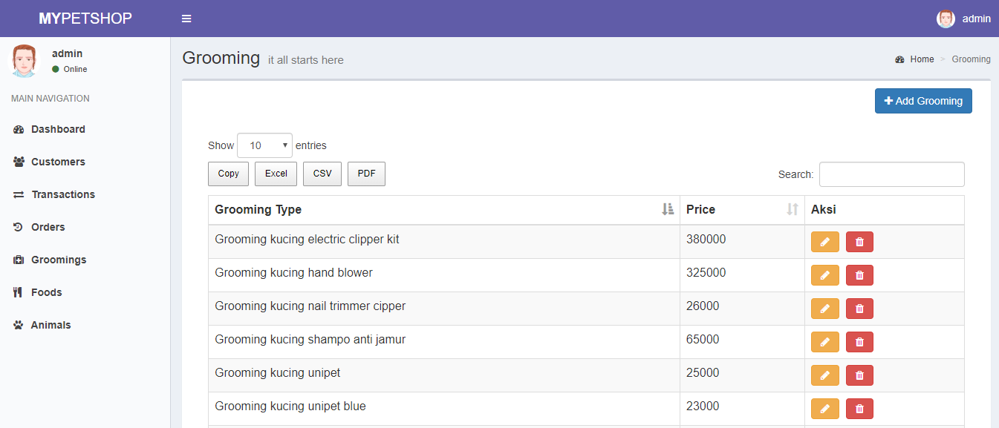 MYPETSHOP
admin
admin
Online
MAIN NAVIGATION
Dashboard
Customers
Transactions
Orders
Groomings
Foods
Animals
Grooming it all starts here
Home > Grooming
Add Grooming
Show 10 entries
Copy Excel CSV PDF
Search:
Grooming Type Price Aksi
Grooming kucing electric clipper kit 380000
Grooming kucing hand blower 325000
Grooming kucing nail trimmer cipper 26000
Grooming kucing shampo anti jamur 65000
Grooming kucing unipet 25000
Grooming kucing unipet blue 23000